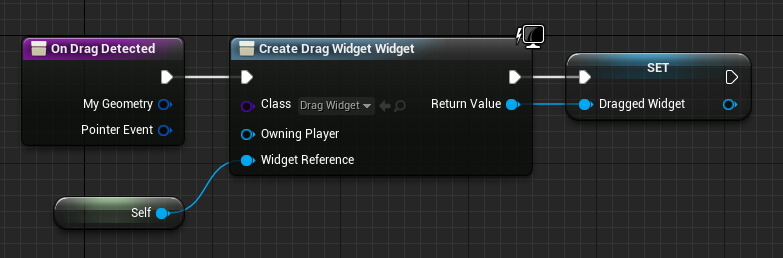 On Drag Detected
My Geometry
Pointer Event
Create Drag Widget Widget
Class Drag Widget
Return Value
Owning Player
Widget Reference
SET
Dragged Widget
Self